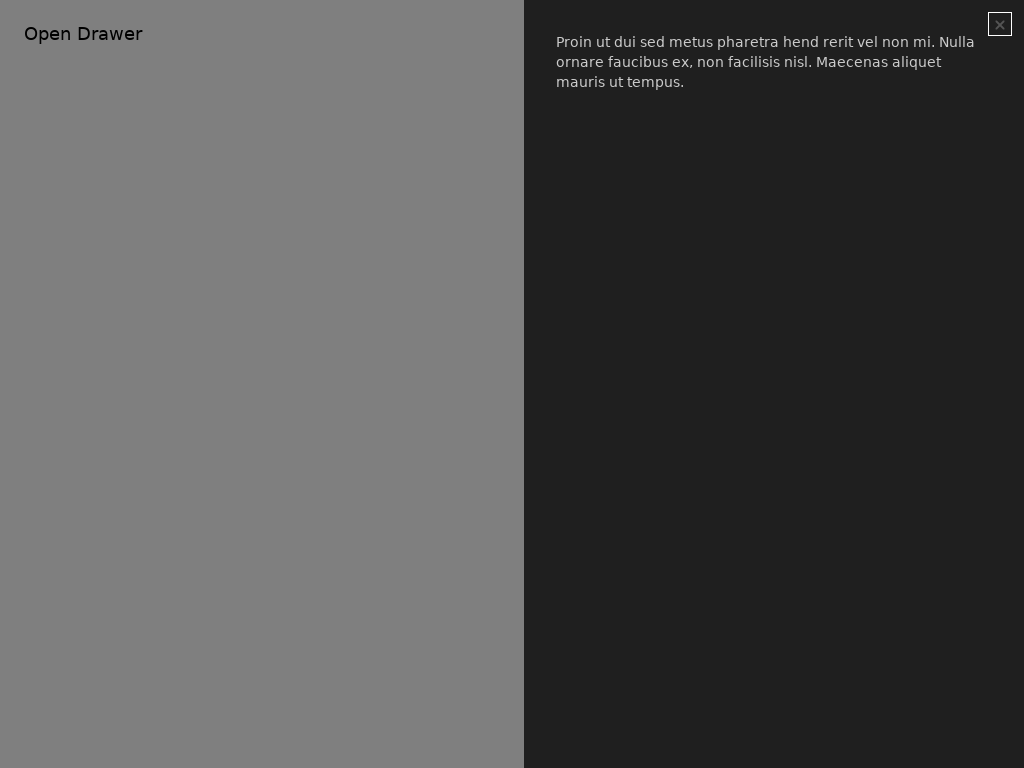 Open Drawer
Proin ut dui sed metus pharetra hend rerit vel non mi. Nulla
ornare faucibus ex, non facilisis nisl. Maecenas aliquet
mauris ut tempus.